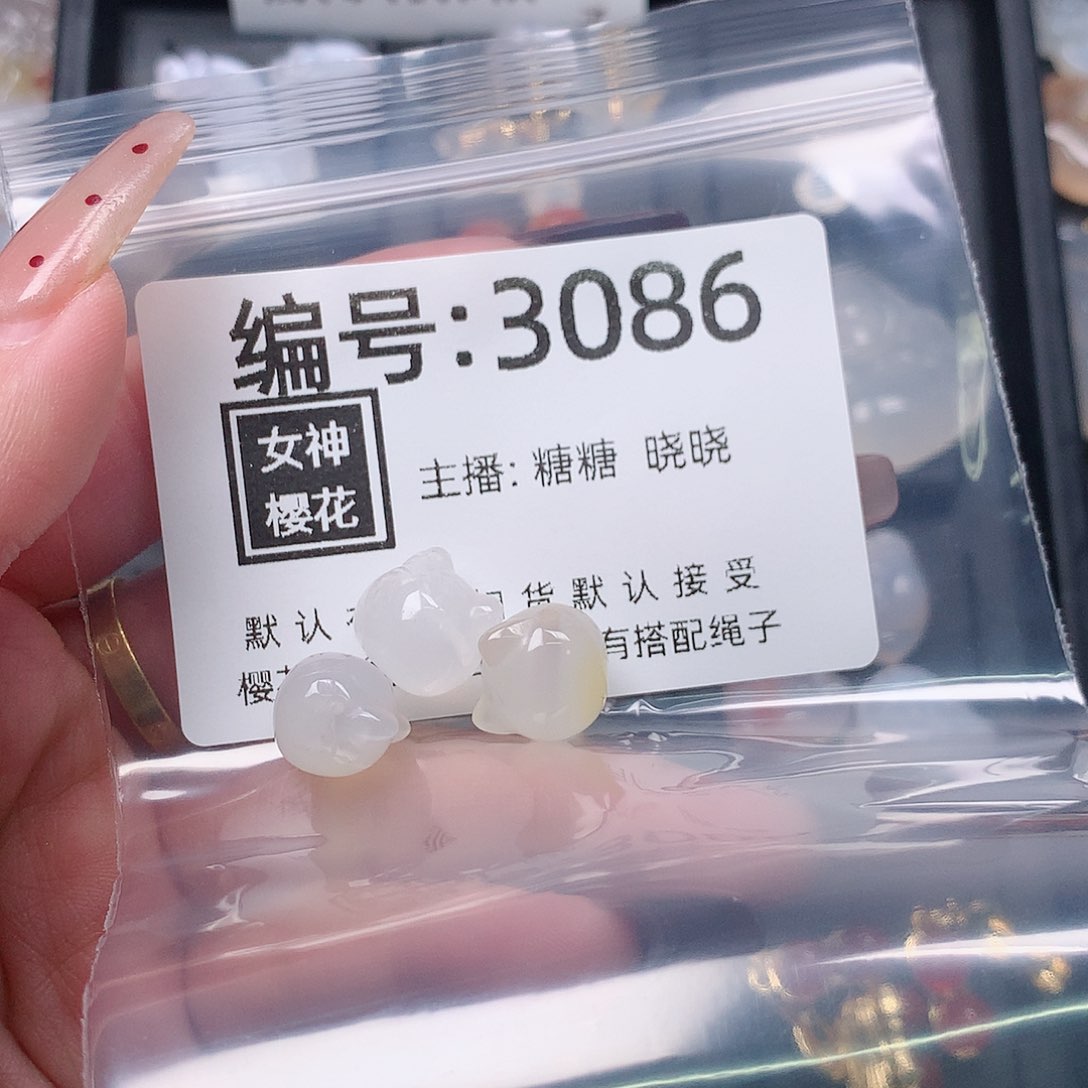 编号:3086
女神
樱花
主播: 糖糖 晓晓
默认 货默认接受
樱 有搭配绳子